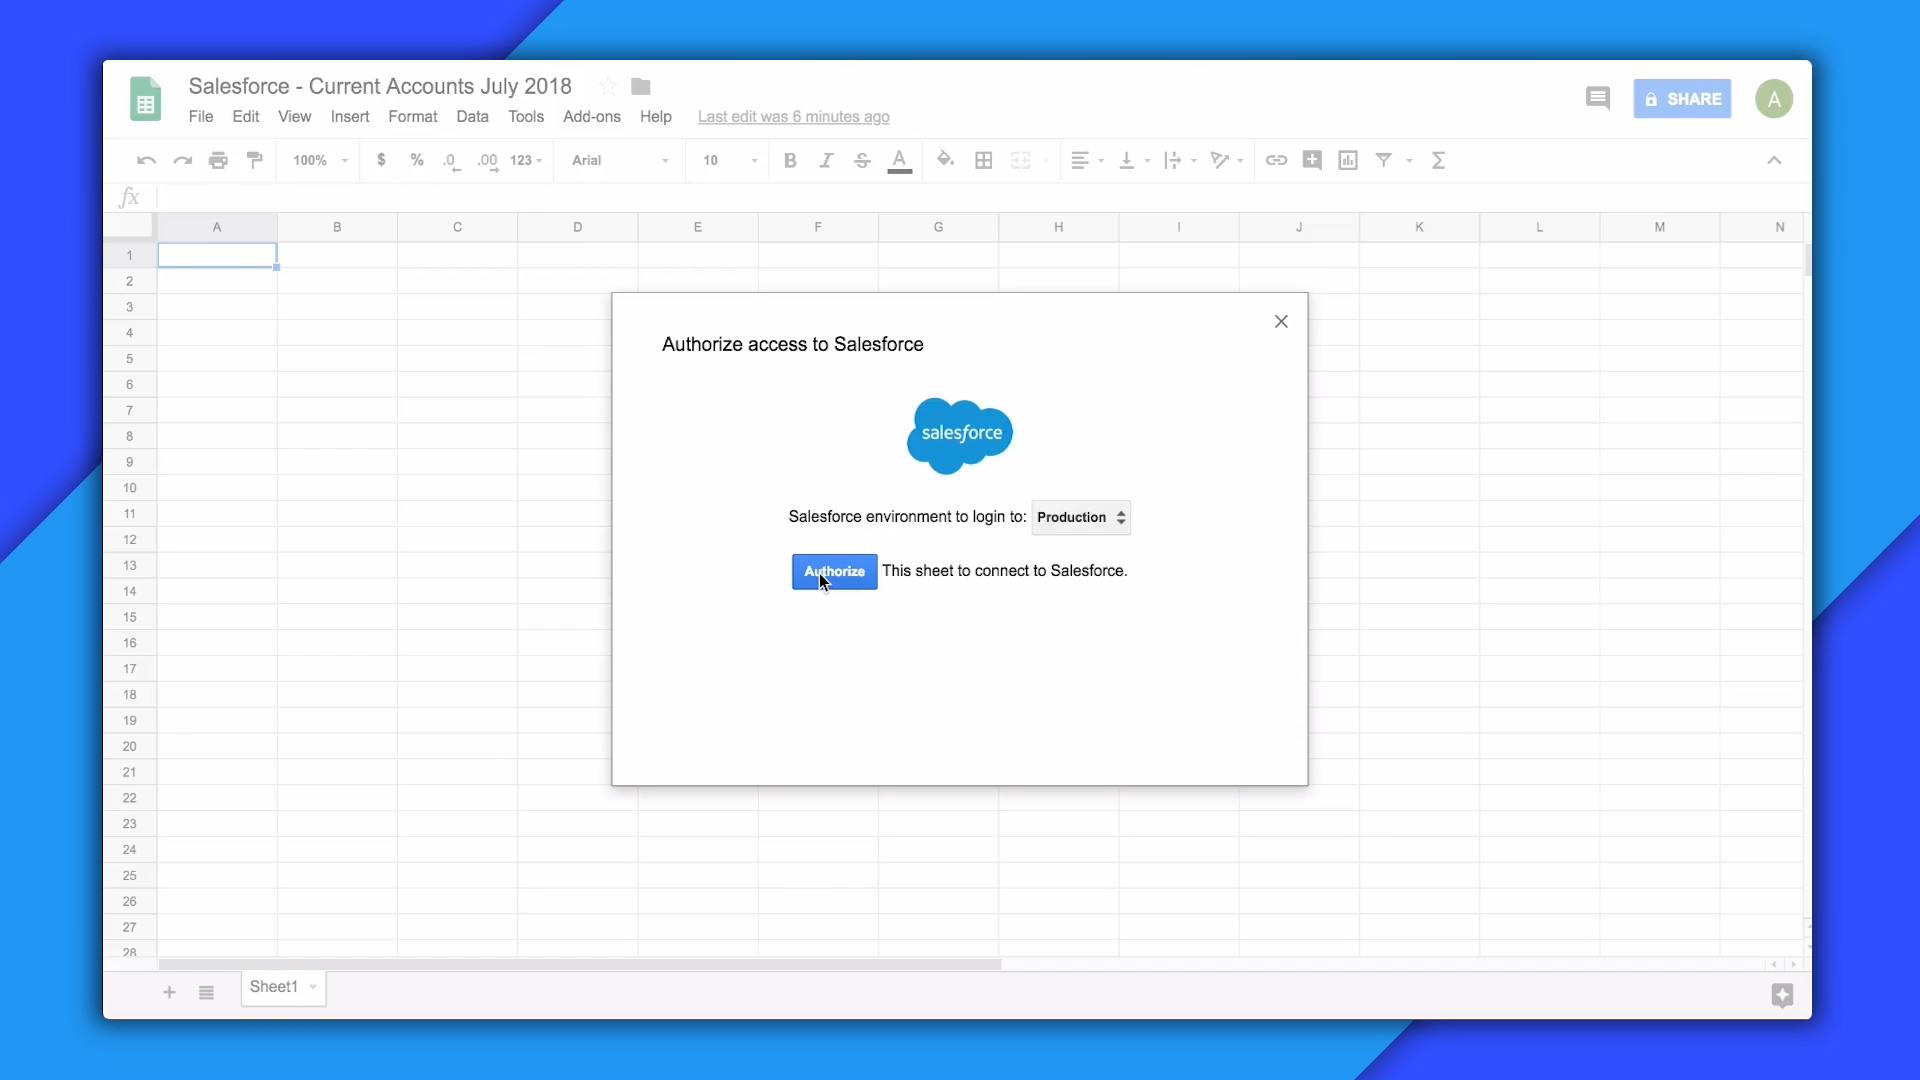 Salesforce - Current Accounts July 2018
File Edit View Insert Format Data Tools Add-ons Help Last edit was 6 minutes ago
SHARE
A
100% $ % .0 .00 123 Arial 10 B I S A
fx
A B C D E F G H I J K L M N
1
2
3
4
5
6
7
8
9
10
11
12
13
14
15
16
17
18
19
20
21
22
23
24
25
26
27
28
Authorize access to Salesforce
salesforce
Salesforce environment to login to: Production
Authorize This sheet to connect to Salesforce.
Sheet1